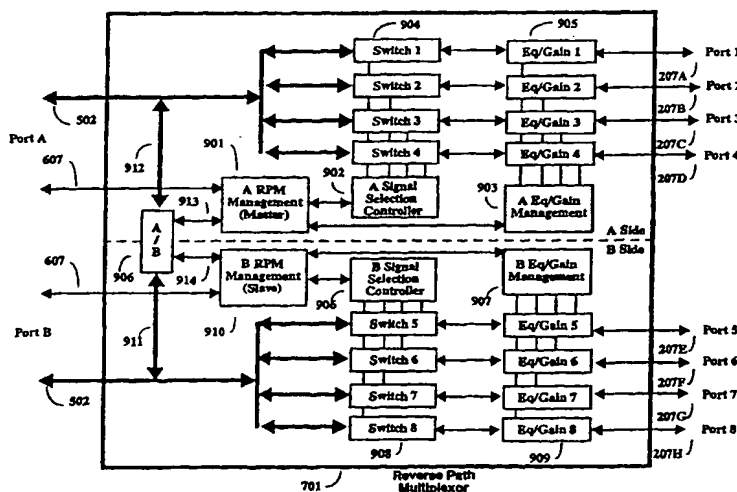 904
905
Switch 1
Eq/Gain 1
Port 1
207A
Switch 2
Eq/Gain 2
Port 2
207B
502
Switch 3
Eq/Gain 3
Port 3
207C
Port A
912
901
Switch 4
Eq/Gain 4
Port 4
207D
607
902
903
913
A RPM
Management
(Master)
A Signal
Selection
Controller
A Eq/Gain
Management
A Side
A/B
B Side
906
914
607
B RPM
Management
(Slave)
B Signal
Selection
Controller
B Eq/Gain
Management
906
907
Port B
911
910
Switch 5
Eq/Gain 5
Port 5
207E
Switch 6
Eq/Gain 6
Port 6
207F
502
Switch 7
Eq/Gain 7
Port 7
207G
Switch 8
Eq/Gain 8
Port 8
207H
908
909
701
Reverse Path
Multiplexor